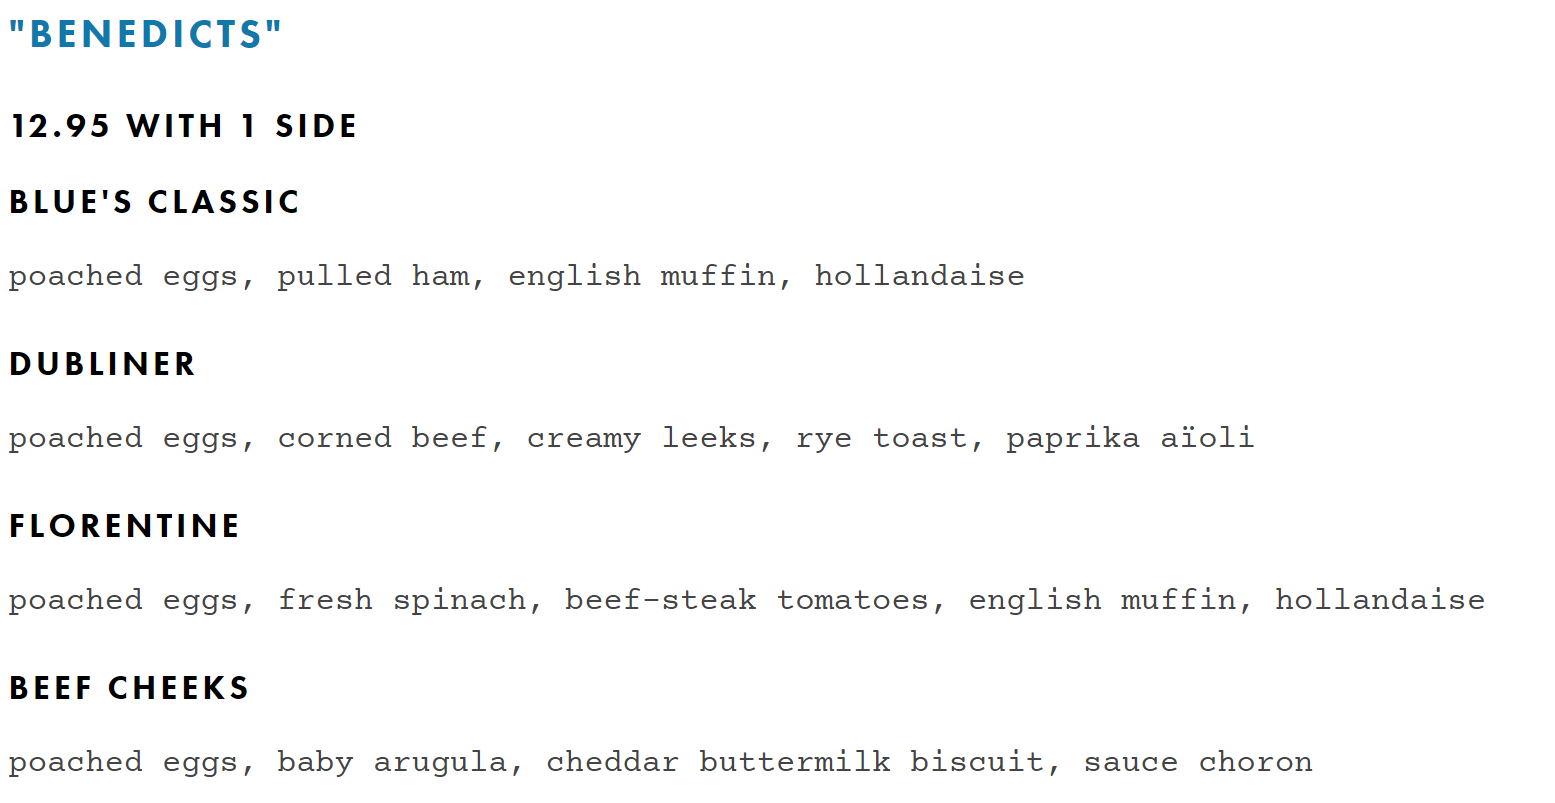 "BENEDICTS"
12.95 WITH 1 SIDE
BLUE'S CLASSIC
poached eggs, pulled ham, english muffin, hollandaise
DUBLINER
poached eggs, corned beef, creamy leeks, rye toast, paprika aïoli
FLORENTINE
poached eggs, fresh spinach, beef-steak tomatoes, english muffin, hollandaise
BEEF CHEEKS
poached eggs, baby arugula, cheddar buttermilk biscuit, sauce choron